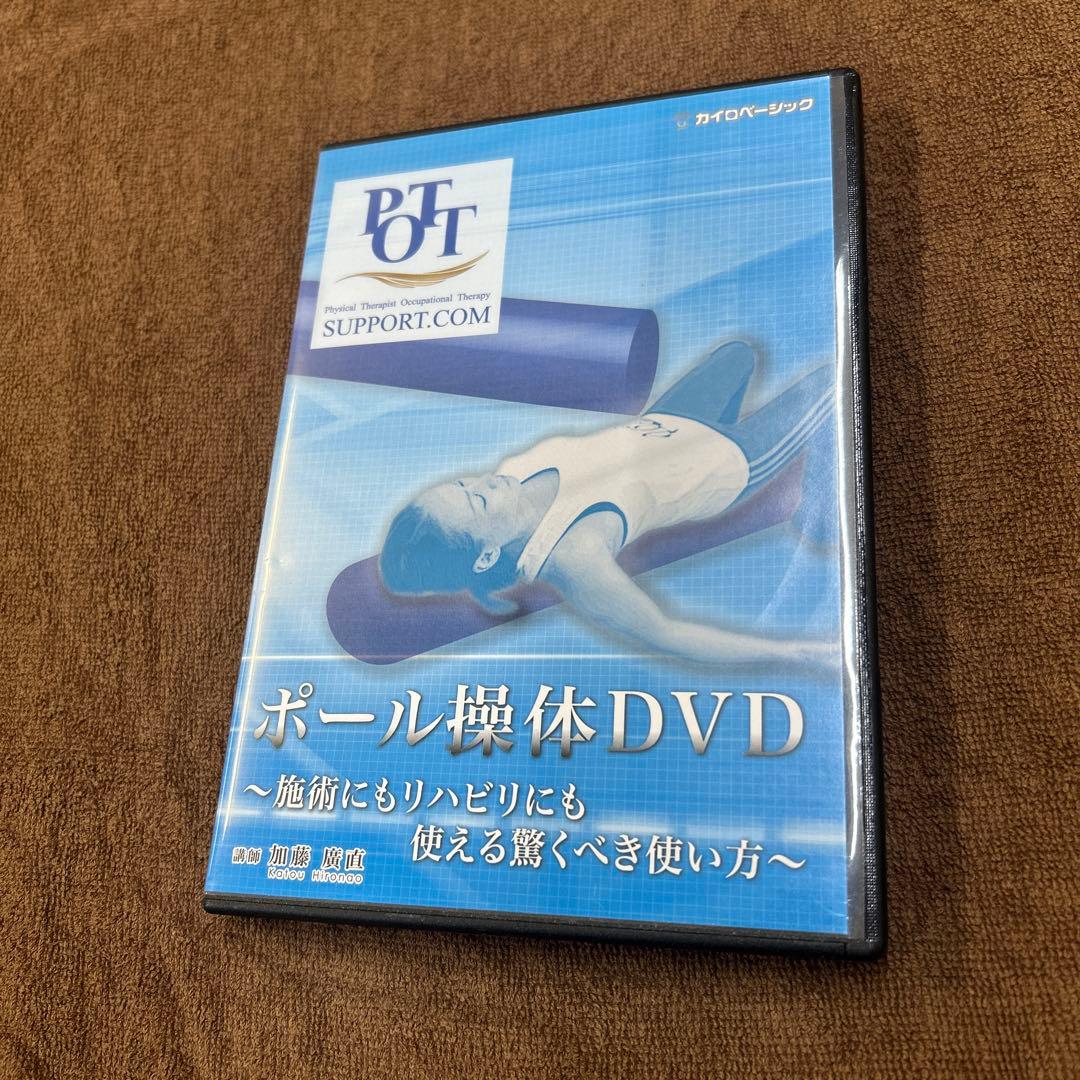 カイロベーシック
PTOT
Physical Therapist Occupational Therapy
SUPPORT.COM
ポール操体DVD
～施術にもリハビリにも
使える驚くべき使い方～
講師 加藤 廣直
Katou Hironao